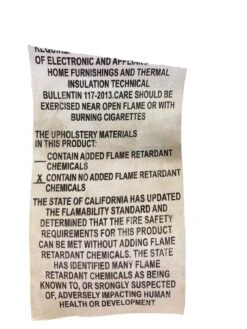 REQUIRE
OF ELECTRONIC AND APPLIAN
HOME FURNISHINGS AND THERMAL
INSULATION TECHNICAL
BULLENTIN 117-2013.CARE SHOULD BE
EXERCISED NEAR OPEN FLAME OR WITH
BURNING CIGARETTES
THE UPHOLSTERY MATERIALS
IN THIS PRODUCT:
__CONTAIN ADDED FLAME RETARDANT
CHEMICALS
X CONTAIN NO ADDED FLAME RETARDANT
CHEMICALS
THE STATE OF CALIFORNIA HAS UPDATED
THE FLAMABILITY STANDARD AND
DETERMINED THAT THE FIRE SAFETY
REQUIREMENTS FOR THIS PRODUCT
CAN BE MET WITHOUT ADDING FLAME
RETARDANT CHEMICALS. THE STATE
HAS IDENTIFIED MANY FLAME
RETARDANT CHEMICALS AS BEING
KNOWN TO, OR SRONGLY SUSPECTED
OF, ADVERSELY IMPACTING HUMAN
HEALTH OR DEVELOPMENT.